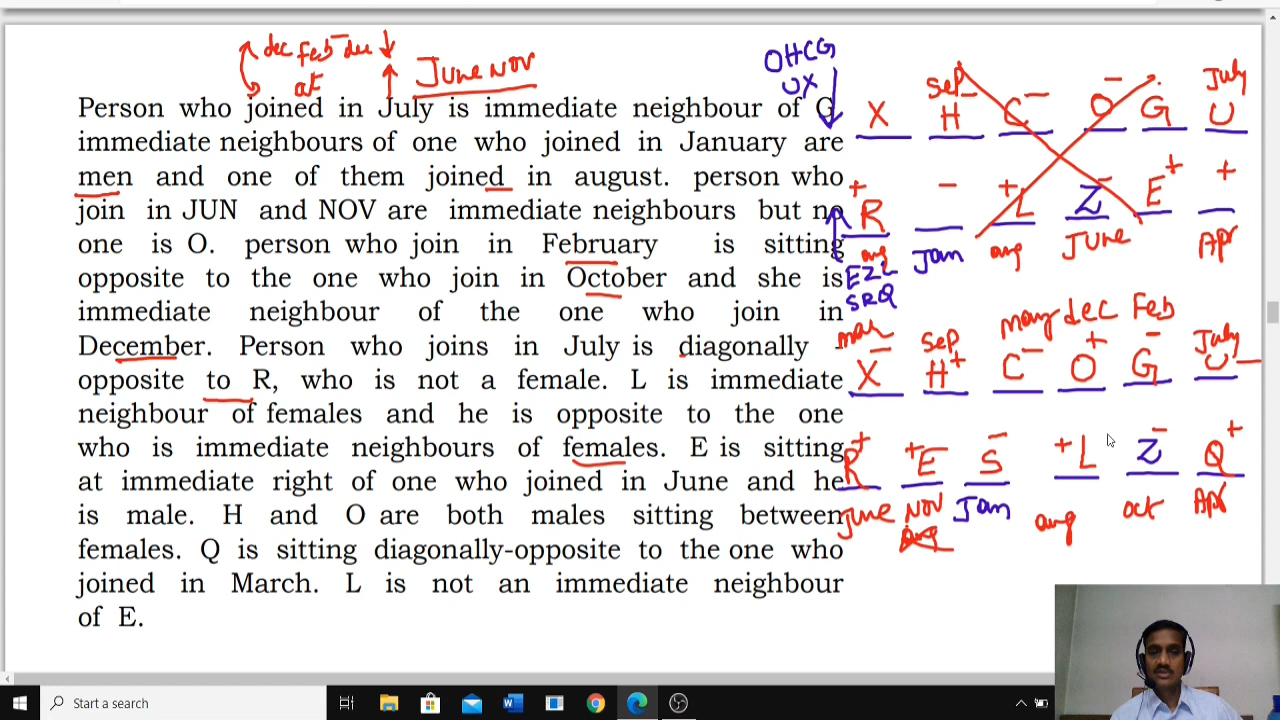 dec Feb dec
at June Nov
Person who joined in July is immediate neighbour of G
immediate neighbours of one who joined in January are
men and one of them joined in august. person who
join in JUN and NOV are immediate neighbours but no
one is O. person who join in February is sitting
opposite to the one who join in October and she is
immediate neighbour of the one who join in
December. Person who joins in July is diagonally
opposite to R, who is not a female. L is immediate
neighbour of females and he is opposite to the one
who is immediate neighbours of females. E is sitting
at immediate right of one who joined in June and he
is male. H and O are both males sitting between
females. Q is sitting diagonally-opposite to the one who
joined in March. L is not an immediate neighbour
of E.
OHCG
UX
Sep July
X H C O G U
+ - + - + +
R L Z E
aug Jan aug June Apr
EZL
SRQ
mar Sep may dec Feb July
X H+ C- O+ G- U-
R+ +E S- +L Z- Q+
June Nov Jan aug oct Apr
Start a search